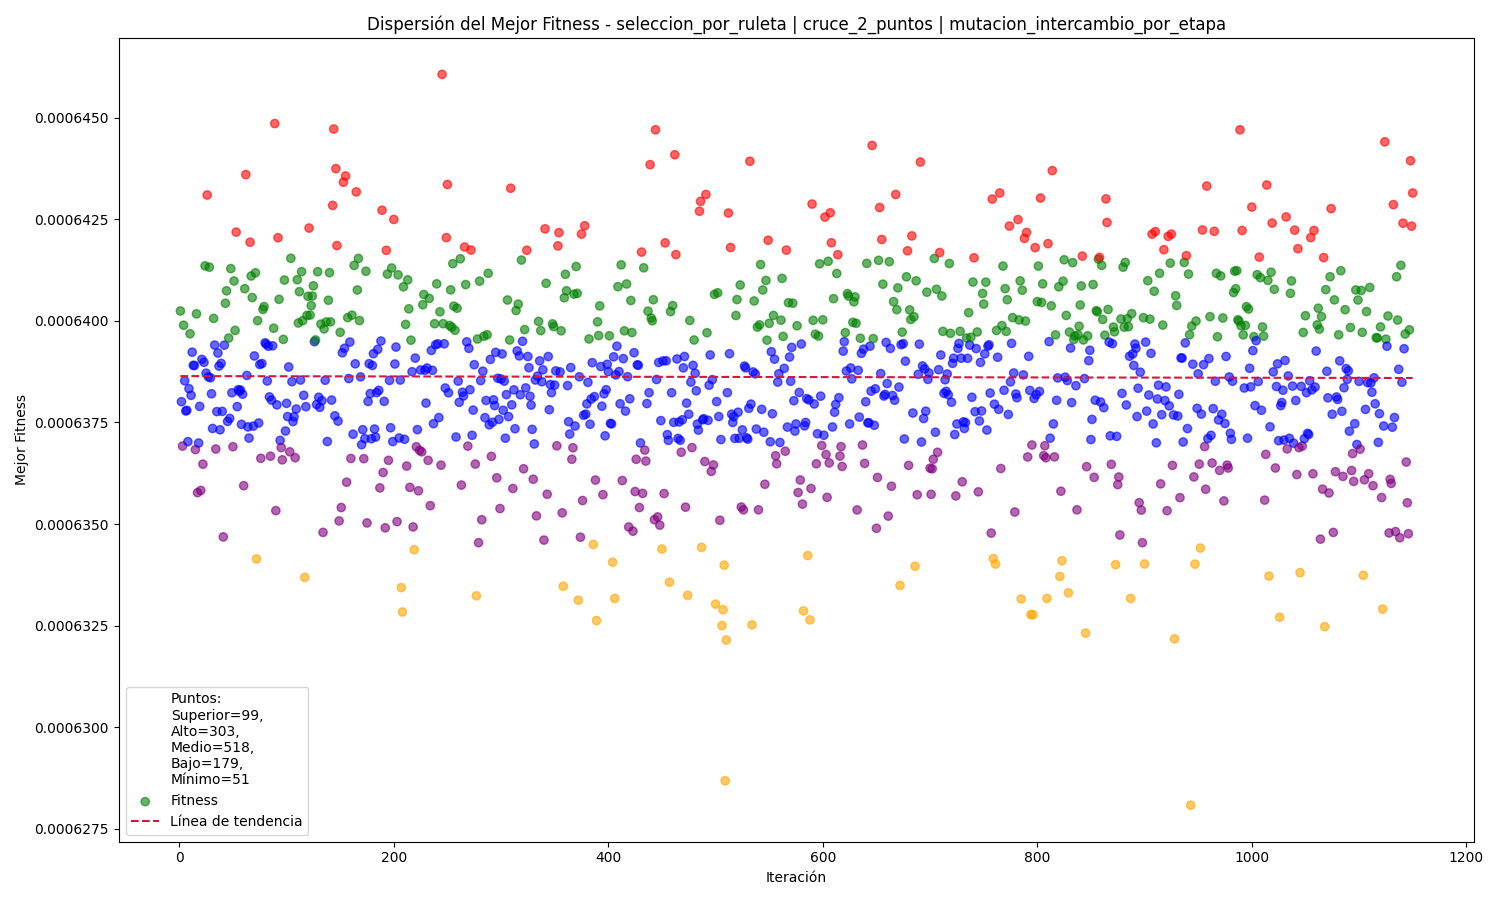 Dispersión del Mejor Fitness - seleccion_por_ruleta | cruce_2_puntos | mutacion_intercambio_por_etapa
Mejor Fitness
0.0006450
0.0006425
0.0006400
0.0006375
0.0006350
0.0006325
0.0006300
0.0006275
Puntos:
Superior=99,
Alto=303,
Medio=518,
Bajo=179,
Mínimo=51
Fitness
Línea de tendencia
0
200
400
600
800
1000
1200
Iteración